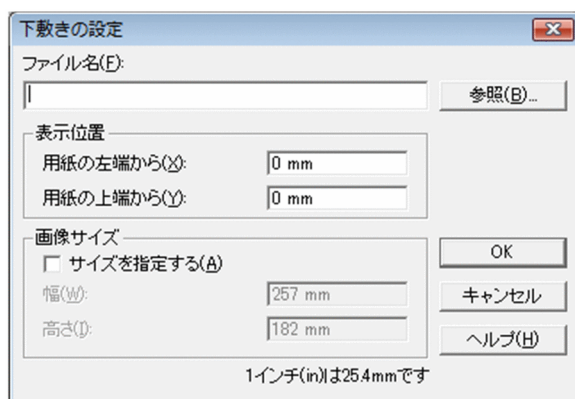 下敷きの設定
ファイル名(F):
参照(B)...
表示位置
用紙の左端から(X):
0 mm
用紙の上端から(Y):
0 mm
画像サイズ
サイズを指定する(A)
幅(W):
257 mm
高さ(I):
182 mm
OK
キャンセル
ヘルプ(H)
1インチ(in)は25.4mmです